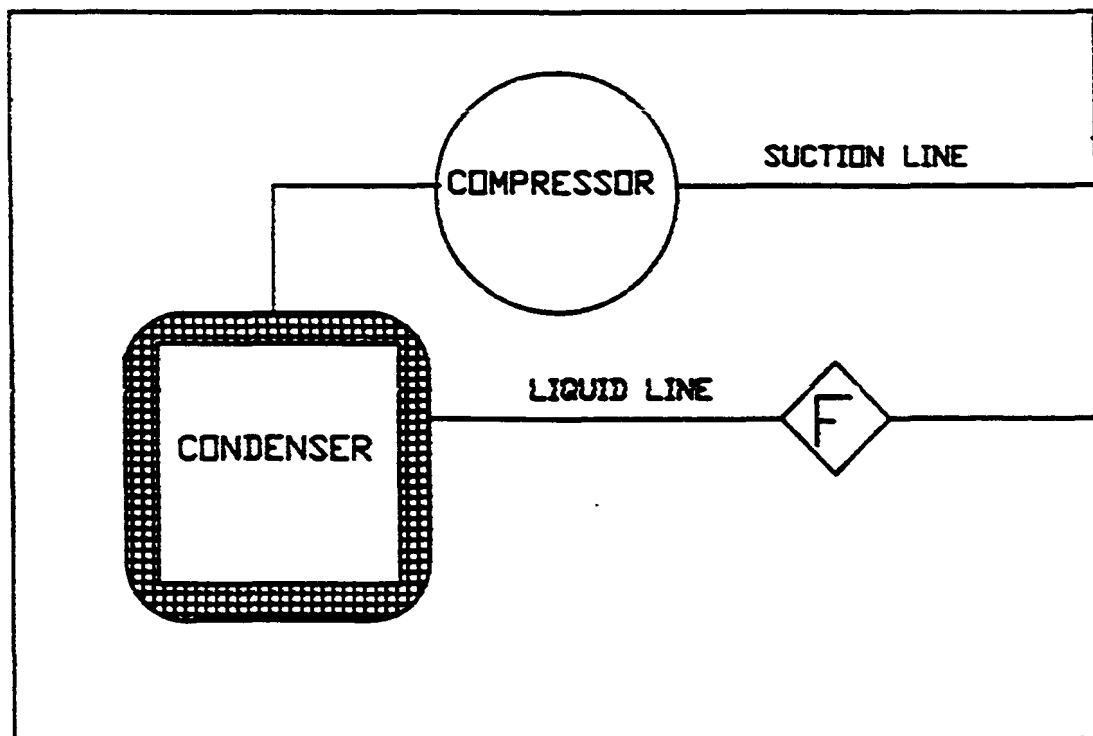 SUCTION LINE
COMPRESSOR
LIQUID LINE
F
CONDENSER